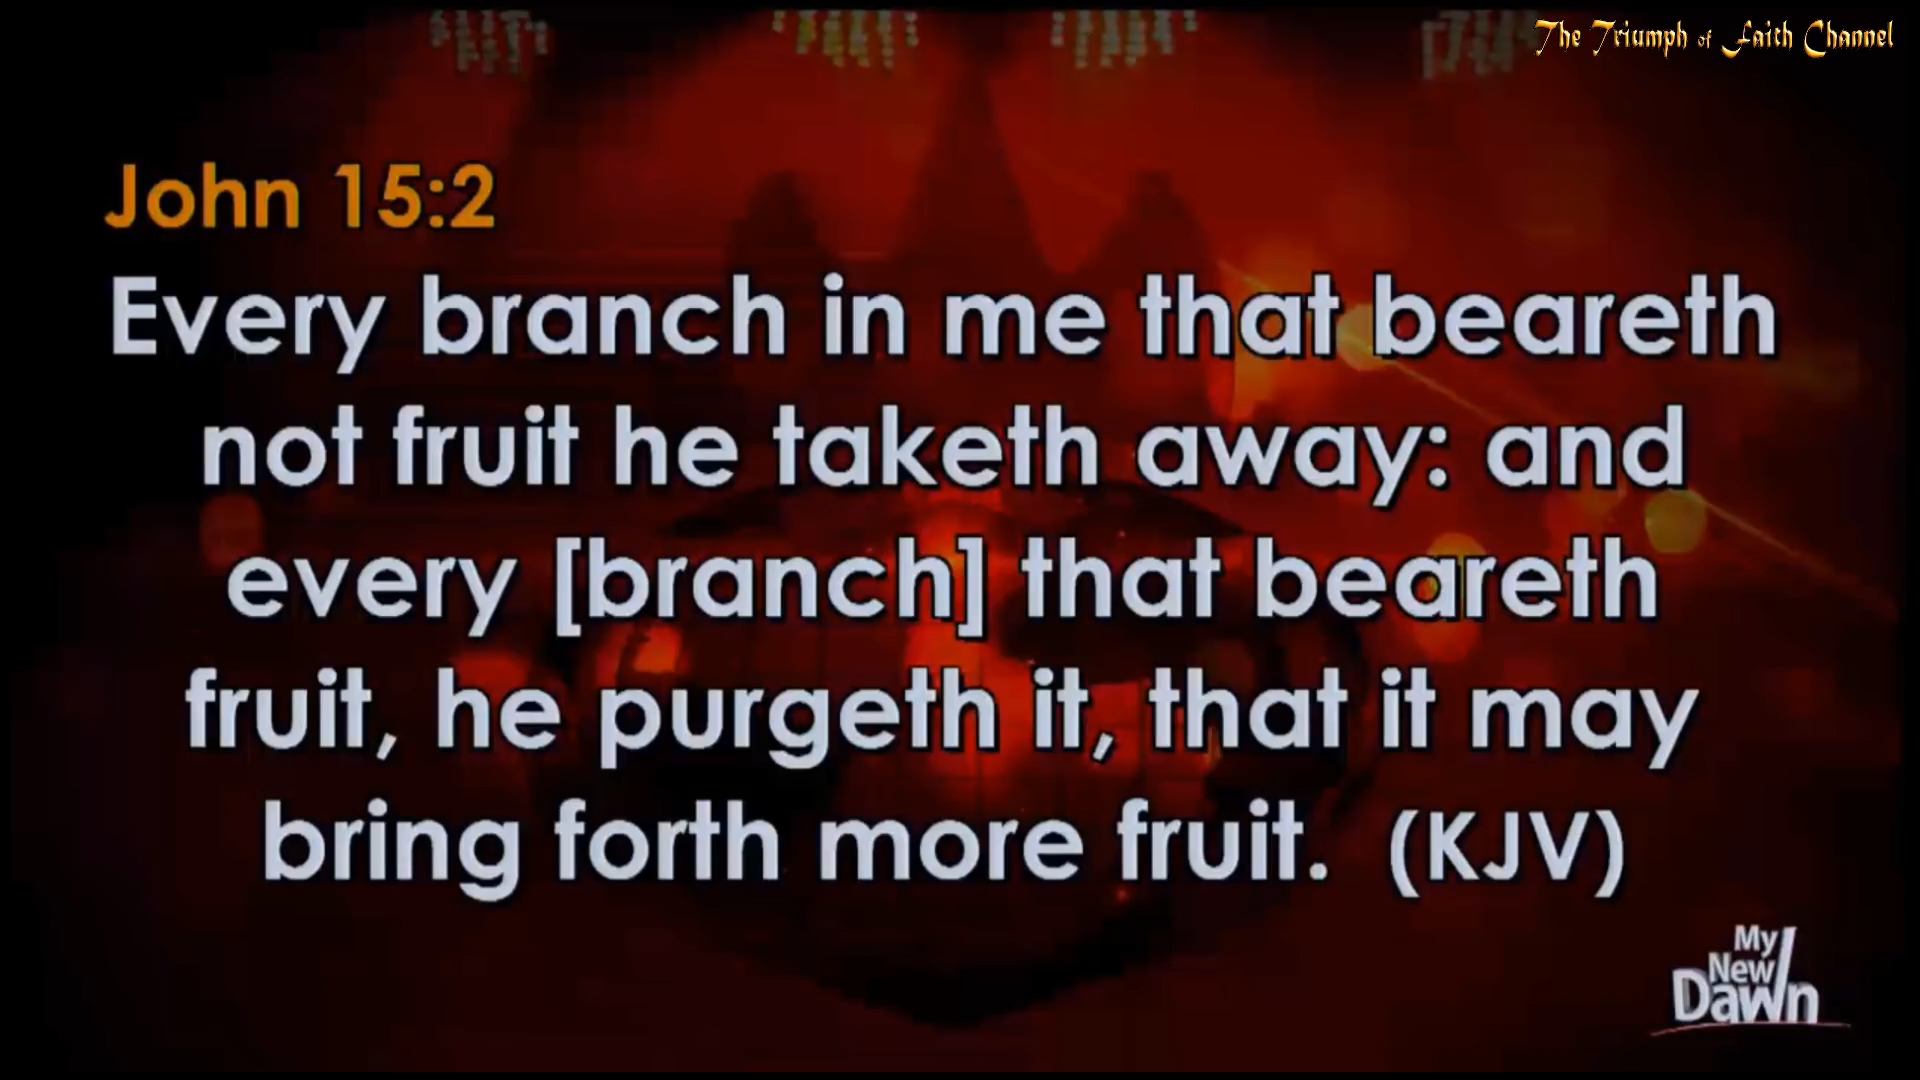 The Triumph of Faith Channel
John 15:2
Every branch in me that beareth
not fruit he taketh away: and
every [branch] that beareth
fruit, he purgeth it, that it may
bring forth more fruit. (KJV)
My
New
Dawn